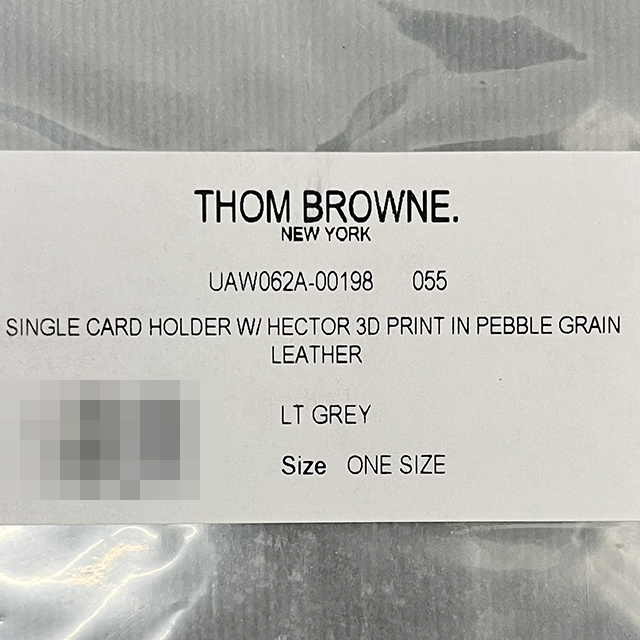 THOM BROWNE.
NEW YORK
UAW062A-00198 055
SINGLE CARD HOLDER W/ HECTOR 3D PRINT IN PEBBLE GRAIN
LEATHER
LT GREY
Size ONE SIZE